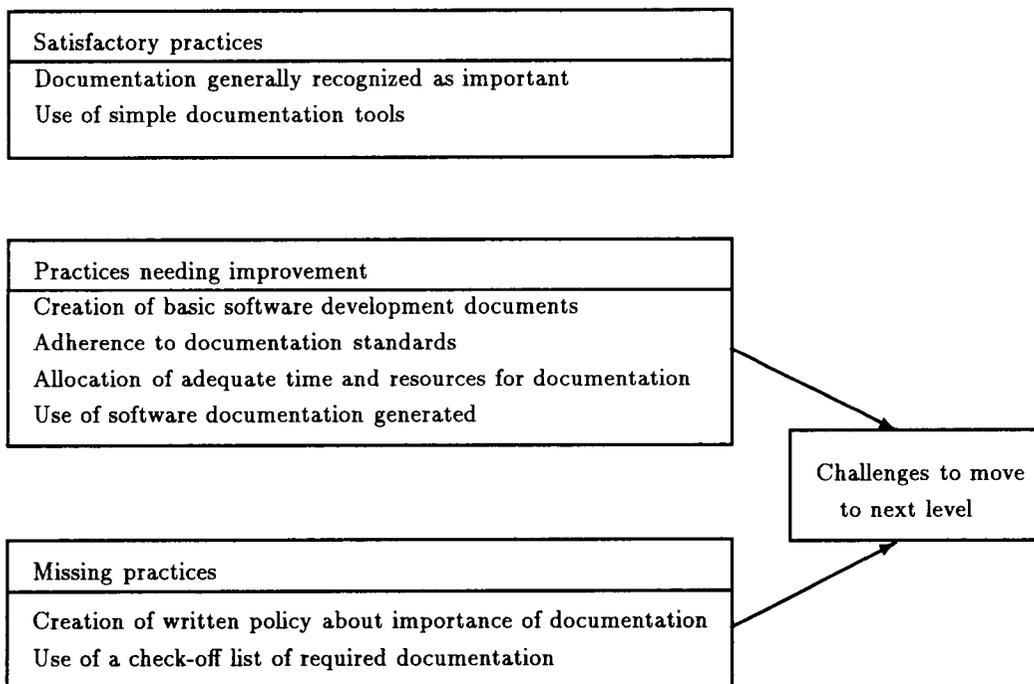 Satisfactory practices
Documentation generally recognized as important
Use of simple documentation tools
Practices needing improvement
Creation of basic software development documents
Adherence to documentation standards
Allocation of adequate time and resources for documentation
Use of software documentation generated
Challenges to move
to next level
Missing practices
Creation of written policy about importance of documentation
Use of a check-off list of required documentation